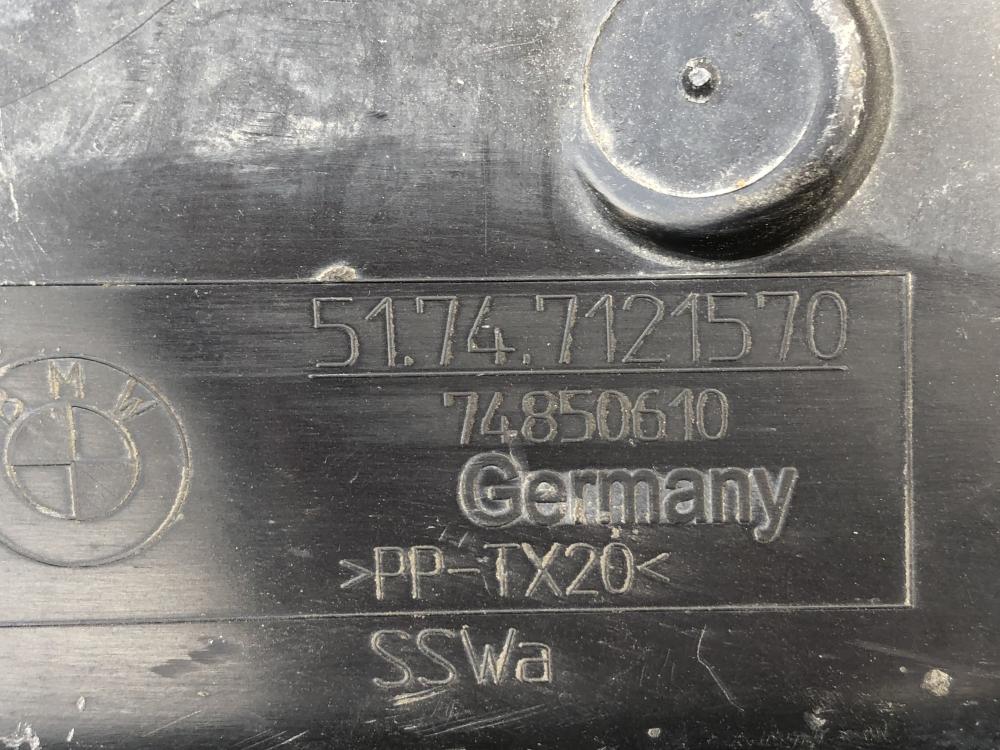 51.74.7121570
BMW
74850610
Germany
>PP-TX20<
SSWa